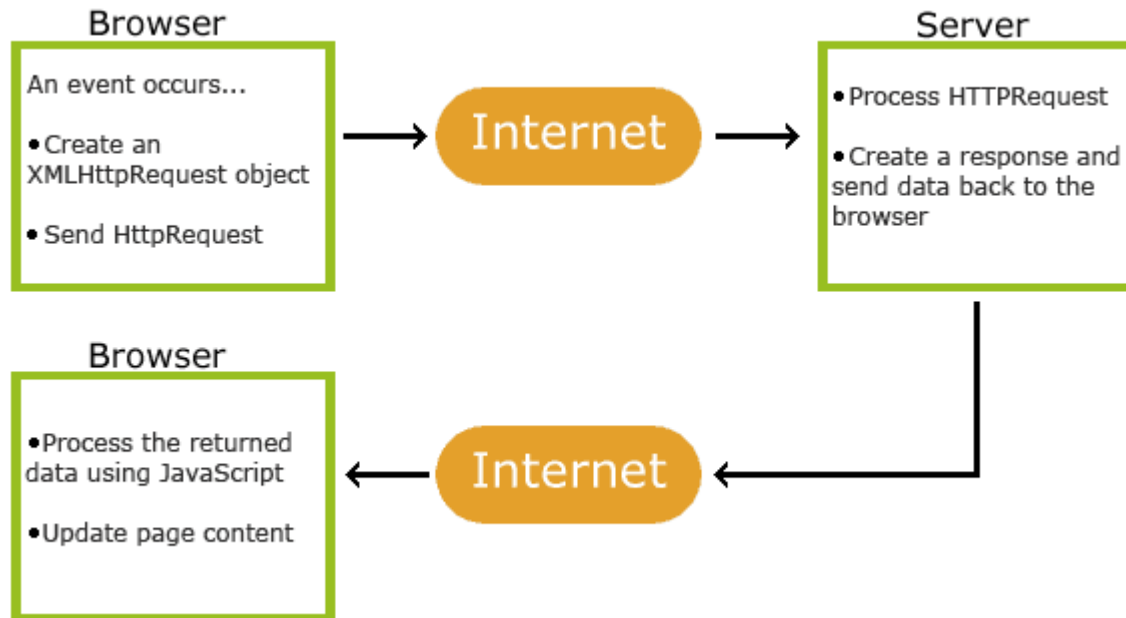 Browser
An event occurs...
•Create an
XMLHttpRequest object
•Send HttpRequest
Internet
Server
•Process HTTPRequest
•Create a response and
send data back to the
browser
Browser
•Process the returned
data using JavaScript
•Update page content
Internet